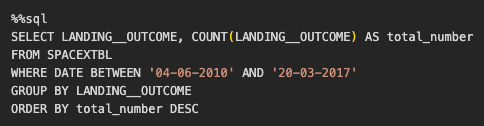 %%sql
SELECT LANDING__OUTCOME, COUNT(LANDING__OUTCOME) AS total_number
FROM SPACEXTBL
WHERE DATE BETWEEN '04-06-2010' AND '20-03-2017'
GROUP BY LANDING__OUTCOME
ORDER BY total_number DESC